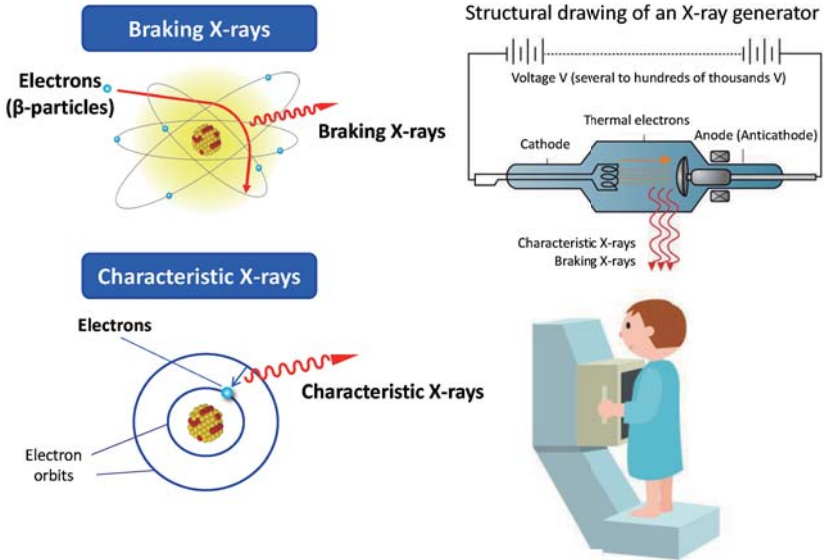 Braking X-rays
Electrons
(β-particles)
Braking X-rays
Structural drawing of an X-ray generator
Voltage V (several to hundreds of thousands V)
Thermal electrons
Cathode
Anode (Anticathode)
Characteristic X-rays
Braking X-rays
Characteristic X-rays
Electrons
Characteristic X-rays
Electron
orbits